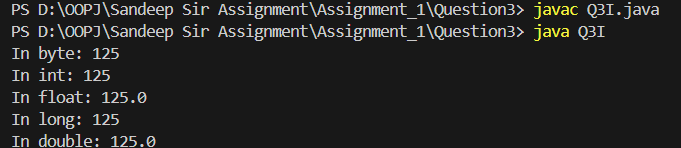 PS D:\OOPJ\Sandeep Sir Assignment\Assignment_1\Question3> javac Q3I.java
PS D:\OOPJ\Sandeep Sir Assignment\Assignment_1\Question3> java Q3I
In byte: 125
In int: 125
In float: 125.0
In long: 125
In double: 125.0